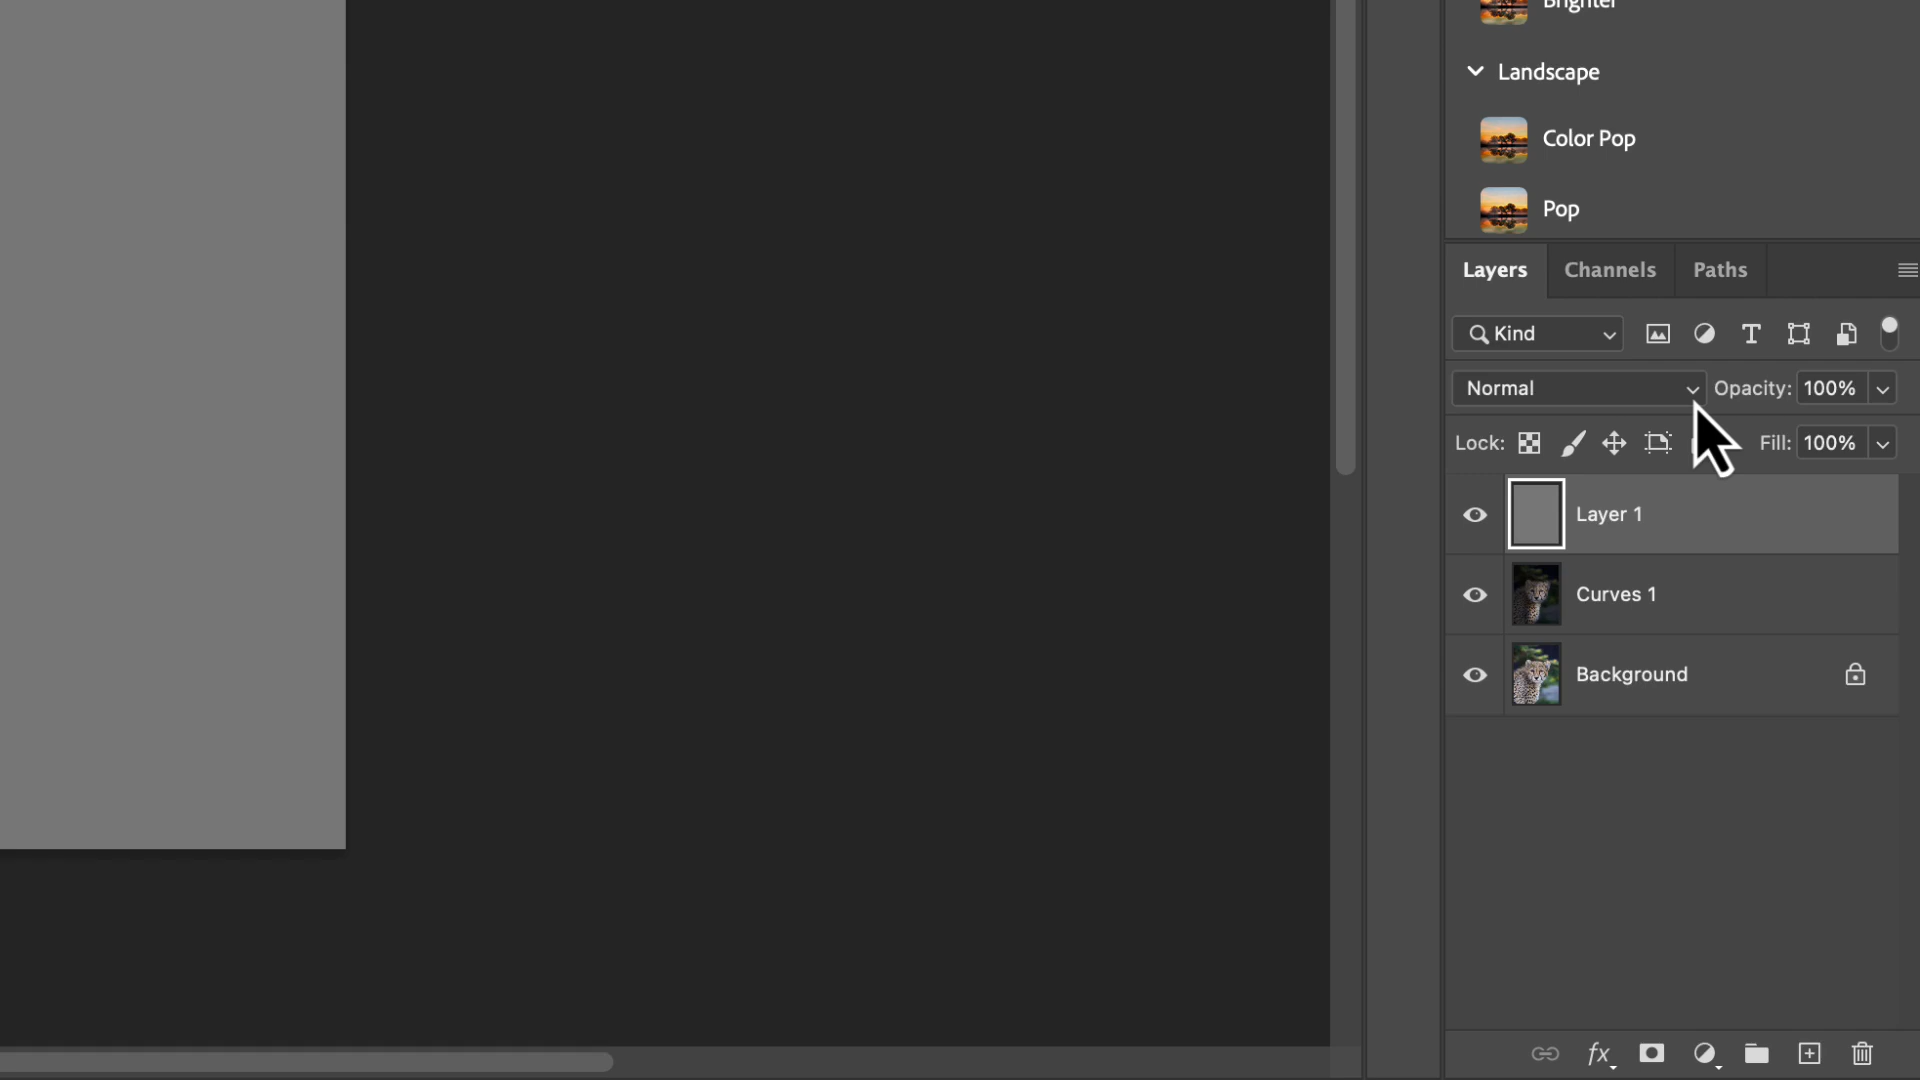 Brighter
Landscape
Color Pop
Pop
Layers Channels Paths
Kind
Normal Opacity: 100%
Lock: Fill: 100%
Layer 1
Curves 1
Background
fx